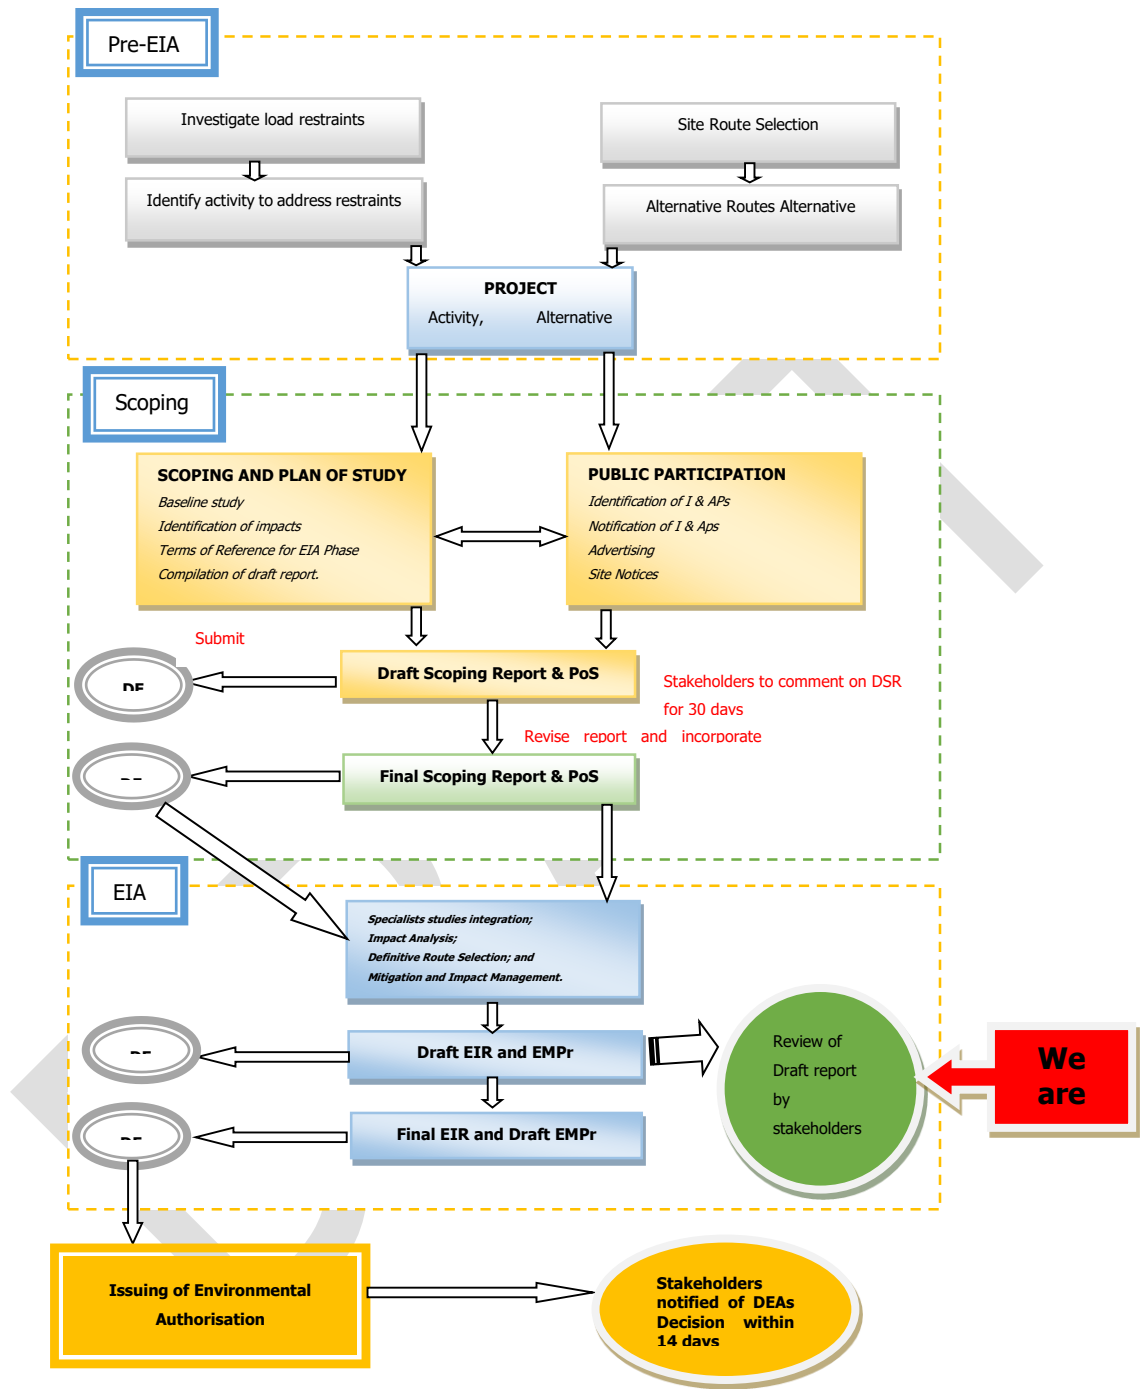 Pre-EIA
Investigate load restraints
Site Route Selection
Identify activity to address restraints
Alternative Routes Alternative
PROJECT
Activity, Alternative
Scoping
SCOPING AND PLAN OF STUDY
Baseline study
Identification of impacts
Terms of Reference for EIA Phase
Compilation of draft report.
PUBLIC PARTICIPATION
Identification of I & APs
Notification of I & Aps
Advertising
Site Notices
Submit
Draft Scoping Report & PoS
Stakeholders to comment on DSR
for 30 days
Revise report and incorporate
Final Scoping Report & PoS
EIA
Specialists studies integration;
Impact Analysis;
Definitive Route Selection; and
Mitigation and Impact Management.
Draft EIR and EMPr
Review of
Draft report
by
stakeholders
We
are
Final EIR and Draft EMPr
Issuing of Environmental
Authorisation
Stakeholders
notified of DEAs
Decision within
14 days